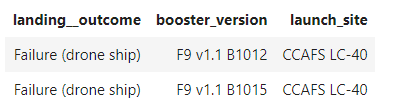 landing__outcome booster_version launch_site
Failure (drone ship) F9 v1.1 B1012 CCAFS LC-40
Failure (drone ship) F9 v1.1 B1015 CCAFS LC-40